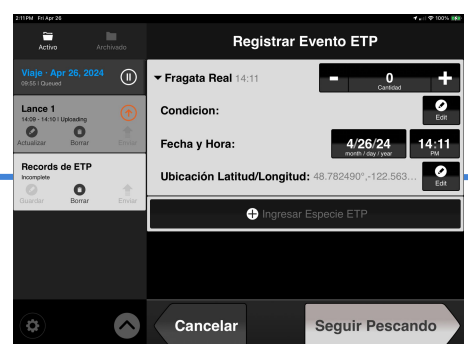 2:11 PM Fri Apr 26
100%
Activo
Archivado
Registrar Evento ETP
Viaje - Apr 26, 2024
09:55 I Queued
Lance 1
14:09 - 14:10 I Uploading
Actualizar
Borrar
Enviar
Records de ETP
Incomplete
Guardar
Borrar
Enviar
Fragata Real 14:11
- 0 +
Cantidad
Condicion:
Edit
Fecha y Hora:
4/26/24
month / day / year
14:11
PM
Ubicación Latitud/Longitud: 48.782490°,-122.563...
Edit
Ingresar Especie ETP
Cancelar
Seguir Pescando